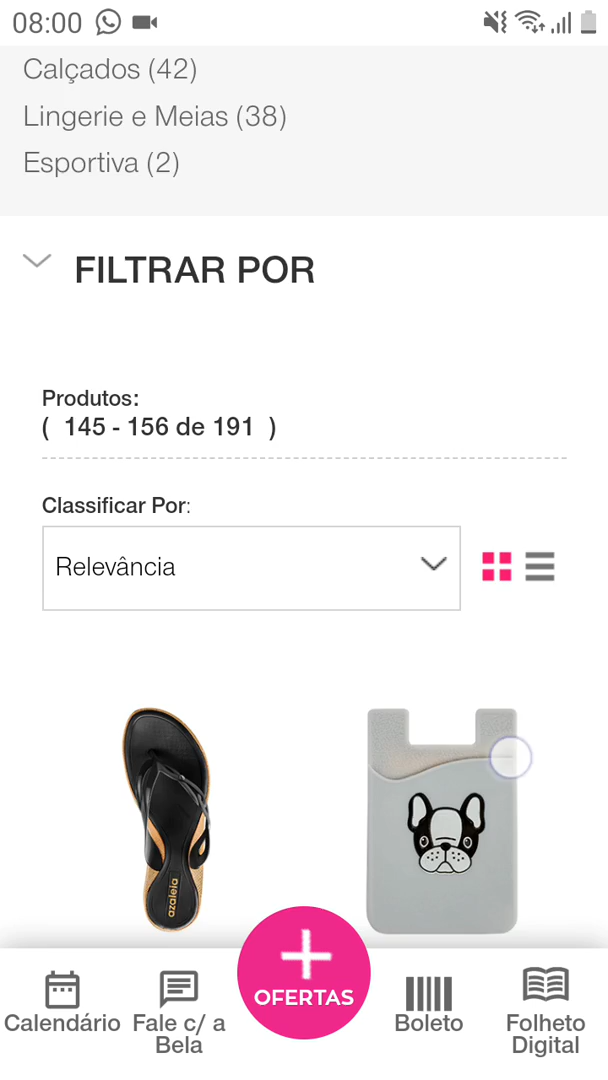 08:00
Calçados (42)
Lingerie e Meias (38)
Esportiva (2)
FILTRAR POR
Produtos:
( 145 - 156 de 191 )
Classificar Por:
Relevância
azaleia
OFERTAS
Calendário
Fale c/ a
Bela
Boleto
Folheto
Digital